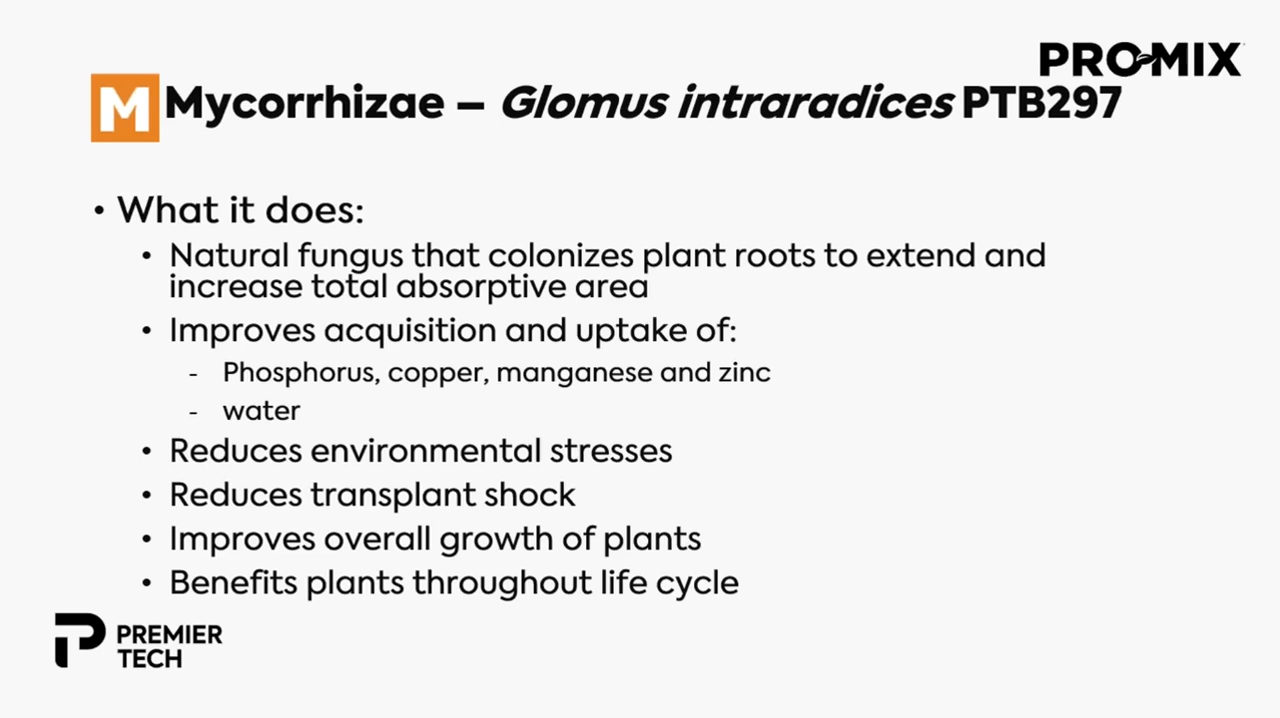 PRO-MIX
M Mycorrhizae – Glomus intraradices PTB297
• What it does:
• Natural fungus that colonizes plant roots to extend and
increase total absorptive area
• Improves acquisition and uptake of:
- Phosphorus, copper, manganese and zinc
- water
• Reduces environmental stresses
• Reduces transplant shock
• Improves overall growth of plants
• Benefits plants throughout life cycle
PREMIER
TECH